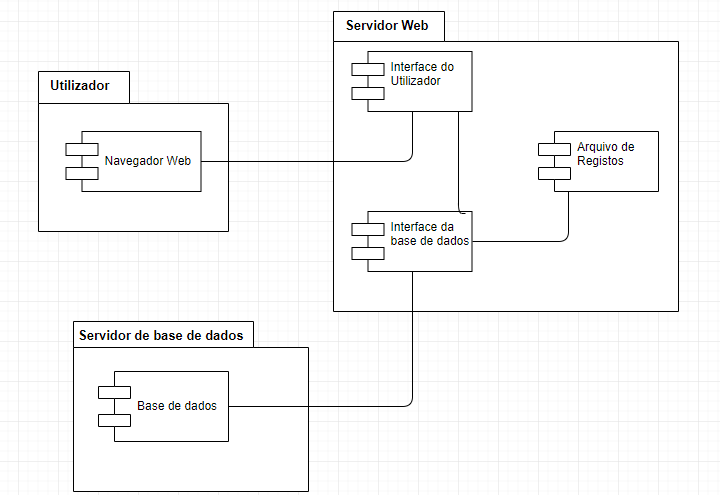 Servidor Web
Interface do
Utilizador
Utilizador
Navegador Web
Arquivo de
Registos
Interface da
base de dados
Servidor de base de dados
Base de dados